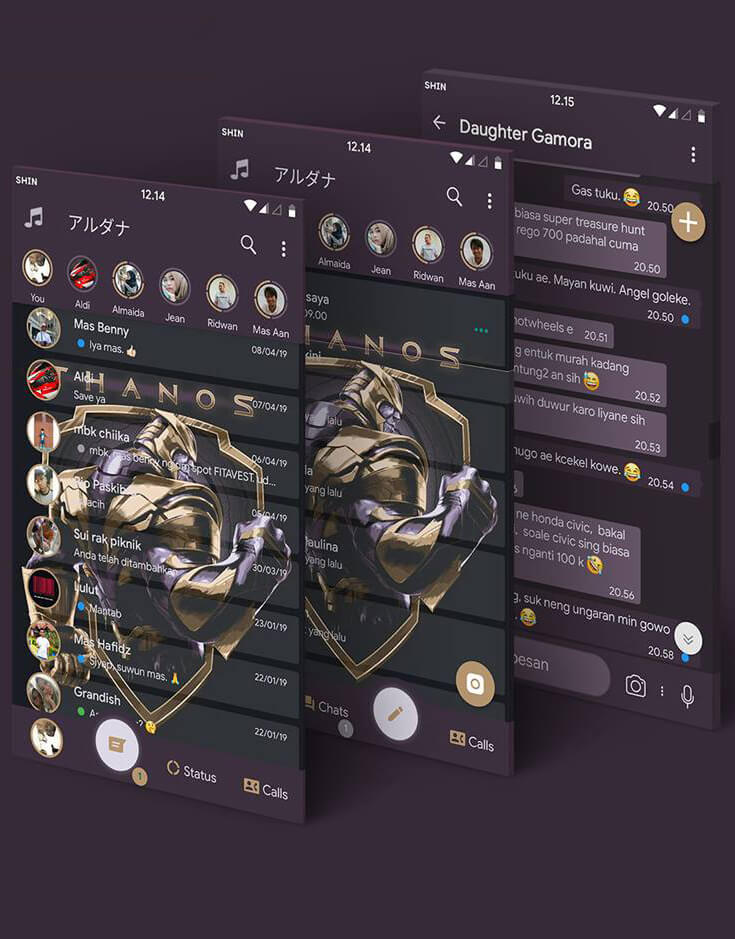 SHIN
12.14
アルダナ
You
Aldi
Almaida
Jean
Ridwan
Mas Aan
Mas Benny
Iya mas. 👍🏻
08/04/19
THANOS
Aldi
Save ya
07/04/19
mbk chiika
mbk, mas benny ng
spot FITAVEST. ud...
06/04/19
Rio Paskib
acih
05/04/19
Sui rak piknik
Anda telah ditambahkan
30/03/19
Lulut
Mantab
23/01/19
Mas Hafidz
Siyap, suwun mas. 🙏
22/01/19
Grandish
22/01/19
1
Status
Calls
SHIN
12.14
アルダナ
Almaida
Jean
Ridwan
Mas Aan
saya
09.00
HANOS
kini
lalu
da
yang lalu
Maulina
yang lalu
yang lalu
Chats
1
Calls
SHIN
12.15
Daughter Gamora
Gas tuku. 😂
20.50
biasa super treasure hunt
rego 700 padahal cuma
20.50
tuku ae. Mayan kuwi. Angel goleke.
20.50
hotwheels e
20.51
g entuk murah kadang
ntung2 an sih 😅
20.52
uwih duwur karo liyane sih
20.53
nugo ae kcekel kowe. 😂
20.54
ne honda civic, bakal
. soale civic sing biasa
s nganti 100 k 🤣
20.56
g, suk neng ungaran min gowo
. 😂
20.58
pesan